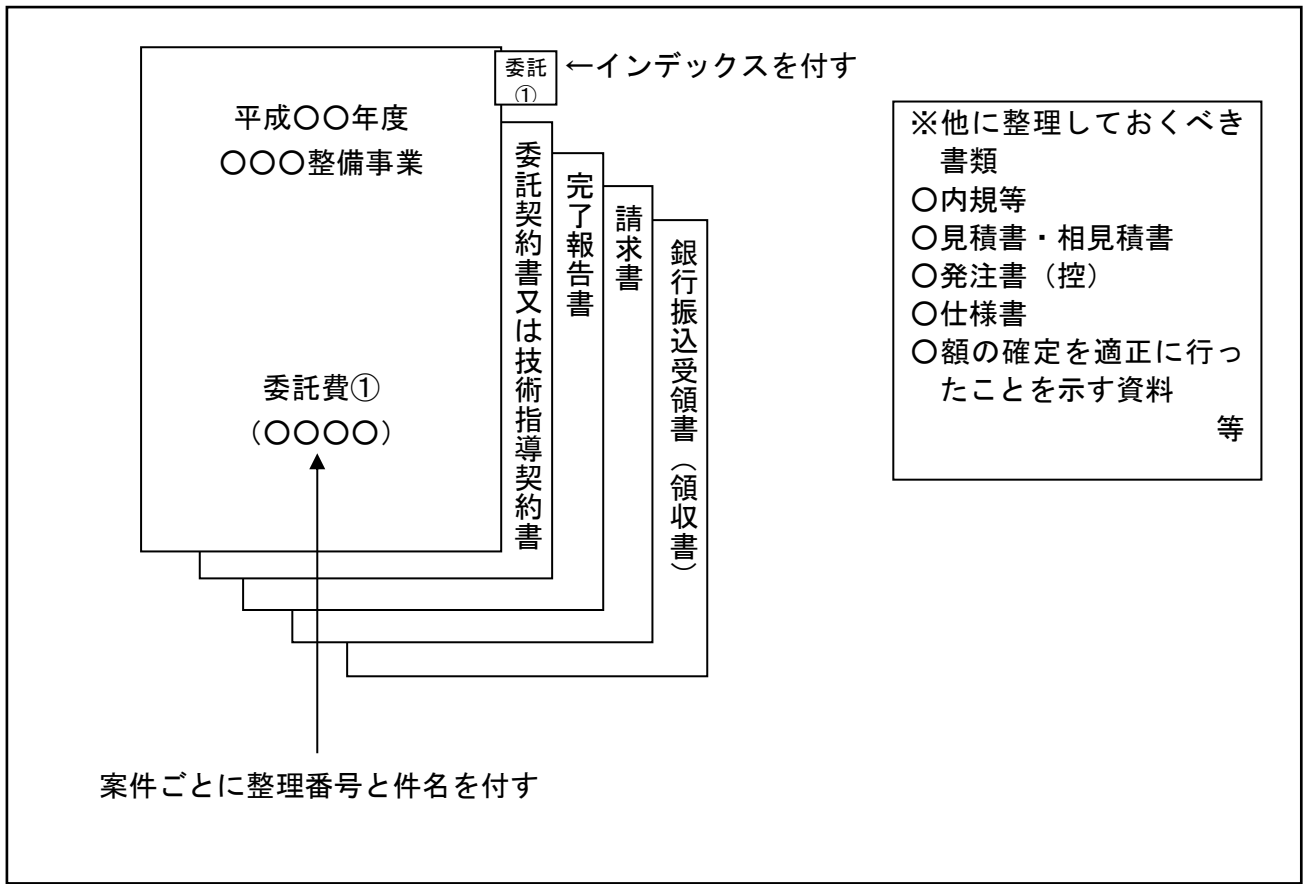 委託
①
←インデックスを付す
平成〇〇年度
〇〇〇整備事業
委託費①
（〇〇〇〇）
委託契約書又は技術指導契約書
完了報告書
請求書
銀行振込受領書（領収書）
※他に整理しておくべき
書類
〇内規等
〇見積書・相見積書
〇発注書（控）
〇仕様書
〇額の確定を適正に行っ
たことを示す資料
等
案件ごとに整理番号と件名を付す